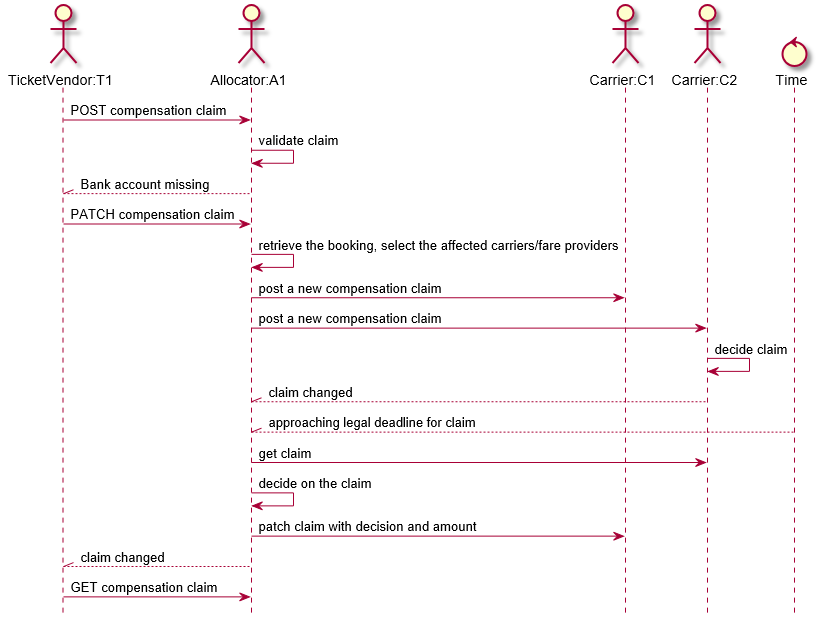 TicketVendor:T1
Allocator:A1
Carrier:C1
Carrier:C2
Time
POST compensation claim
validate claim
Bank account missing
PATCH compensation claim
retrieve the booking, select the affected carriers/fare providers
post a new compensation claim
post a new compensation claim
decide claim
claim changed
approaching legal deadline for claim
get claim
decide on the claim
patch claim with decision and amount
claim changed
GET compensation claim